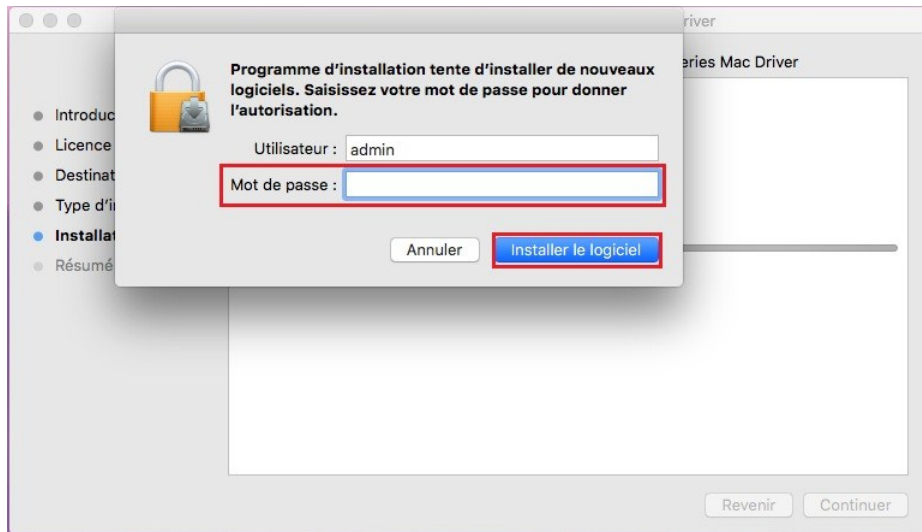 river
eries Mac Driver
Programme d'installation tente d'installer de nouveaux
logiciels. Saisissez votre mot de passe pour donner
l'autorisation.
Utilisateur : admin
Mot de passe :
Annuler
Installer le logiciel
Introduc
Licence
Destinat
Type d'i
Installat
Résumé
Revenir
Continuer